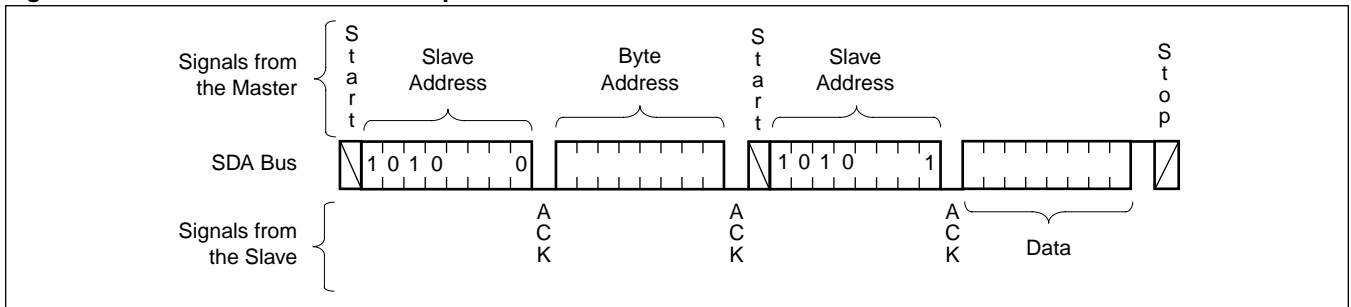 Signals from
the Master
Start
Slave
Address
Byte
Address
Start
Slave
Address
Stop
SDA Bus
1 0 1 0 0
1 0 1 0 1
Signals from
the Slave
ACK
ACK
ACK
Data